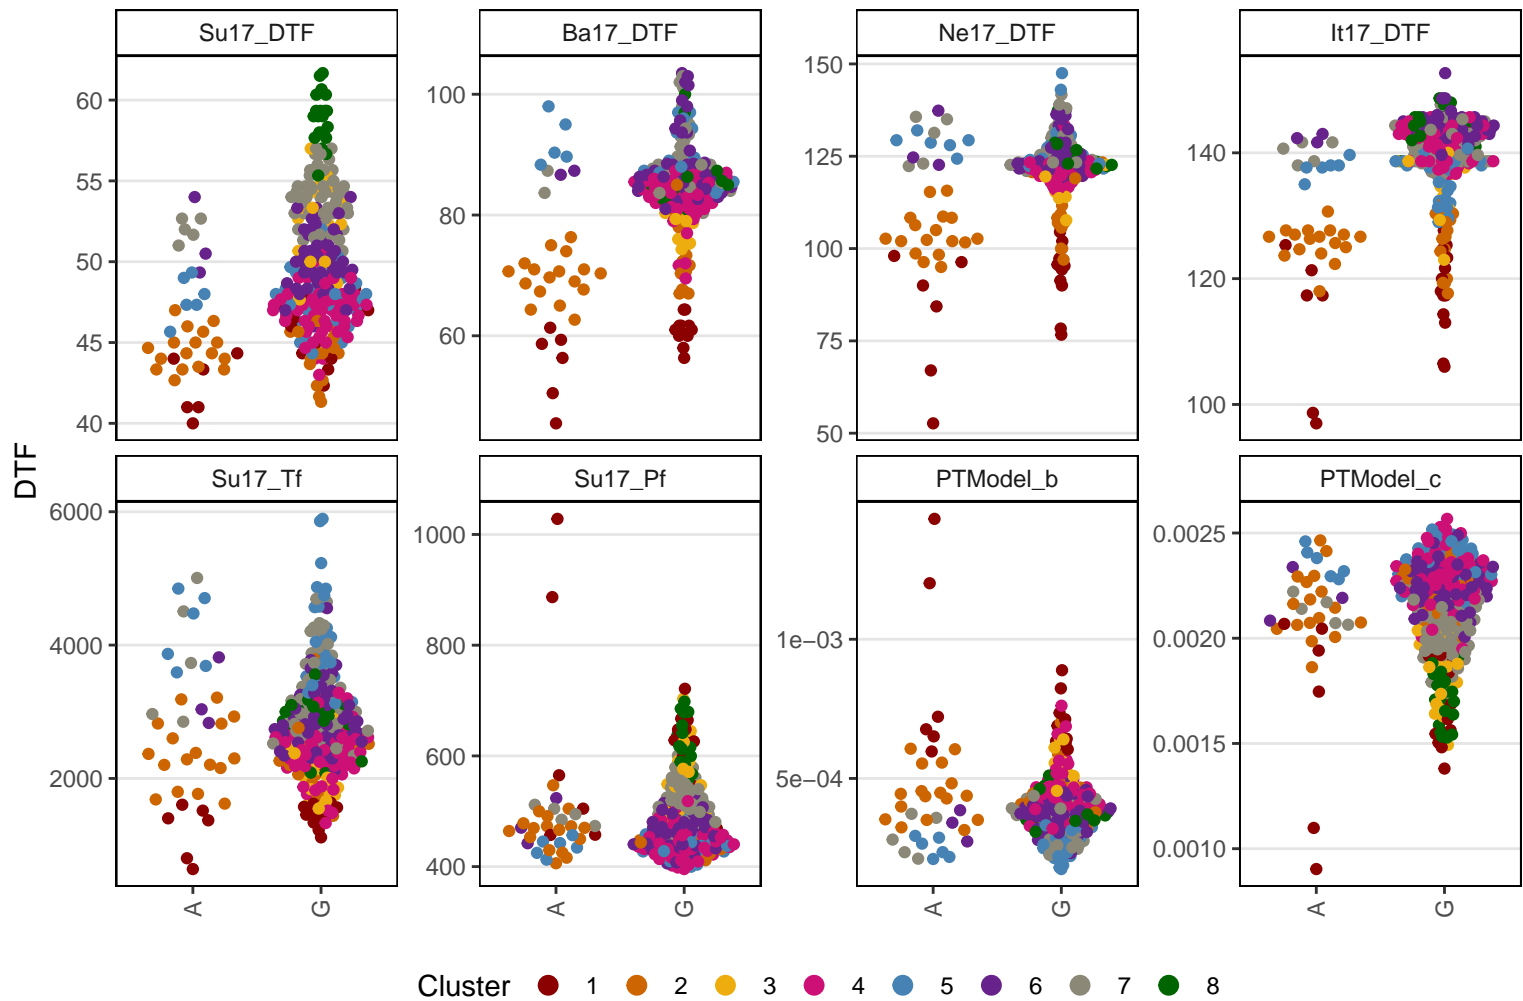 Su17_DTF
Ba17_DTF
Ne17_DTF
It17_DTF
60
55
50
45
40
100
80
60
150
125
100
75
50
140
120
100
DTF
Su17_Tf
Su17_Pf
PTModel_b
PTModel_c
6000
4000
2000
1000
800
600
400
1e−03
5e−04
0.0025
0.0020
0.0015
0.0010
A
G
A
G
A
G
A
G
Cluster 1 2 3 4 5 6 7 8